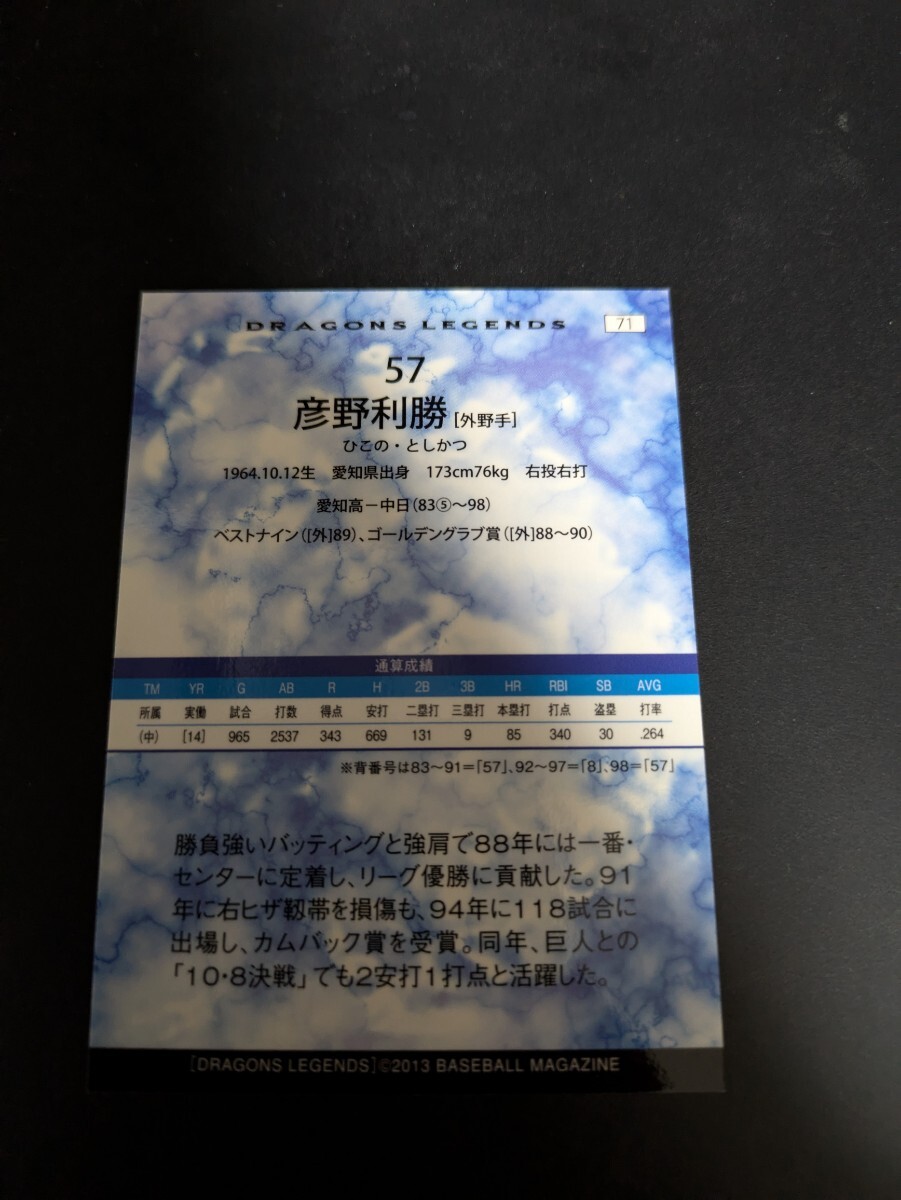 DRAGONS LEGENDS 71
57
彦野利勝 [外野手]
ひこの・としかつ
1964.10.12生 愛知県出身 173cm76kg 右投右打
愛知高－中日(83⑤〜98)
ベストナイン([外]89)、ゴールデングラブ賞([外]88〜90)
通算成績
TM YR G AB R H 2B 3B HR RBI SB AVG
所属 実働 試合 打数 得点 安打 二塁打 三塁打 本塁打 打点 盗塁 打率
(中) [14] 965 2537 343 669 131 9 85 340 30 .264
※背番号は83〜91=「57」、92〜97=「8」、98=「57」
勝負強いバッティングと強肩で88年には一番・
センターに定着し、リーグ優勝に貢献した。91
年に右ヒザ靱帯を損傷も、94年に118試合に
出場し、カムバック賞を受賞。同年、巨人との
「10・8決戦」でも2安打1打点と活躍した。
[DRAGONS LEGENDS]©2013 BASEBALL MAGAZINE